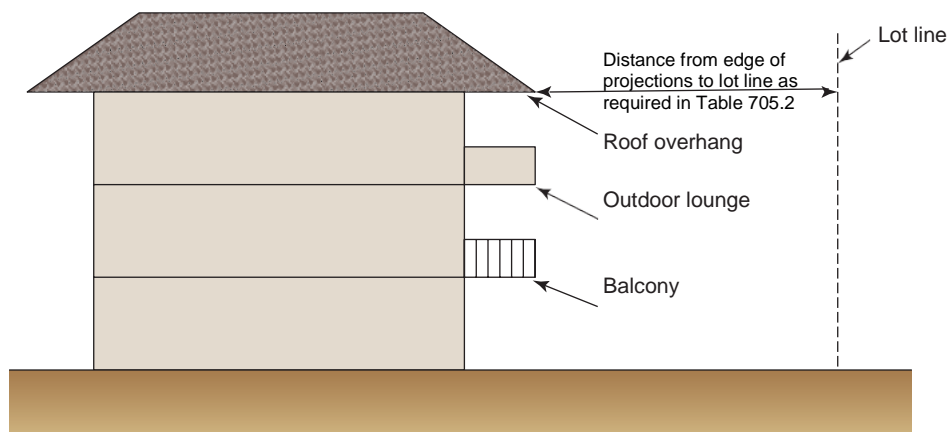 Lot line
Distance from edge of
projections to lot line as
required in Table 705.2
Roof overhang
Outdoor lounge
Balcony